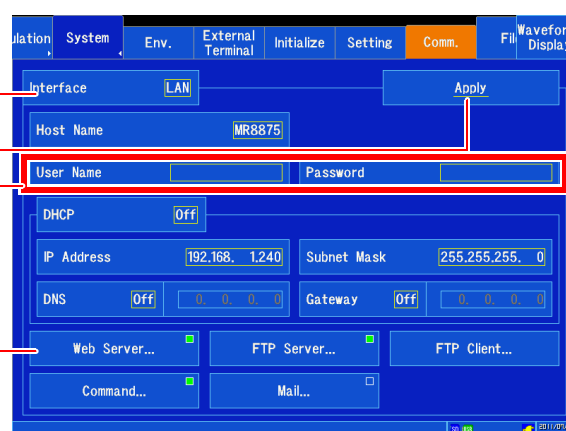 ulation System Env. External Terminal Initialize Setting Comm. Fil Wavefor Displa
Interface LAN Apply
Host Name MR8875
User Name Password
DHCP Off
IP Address 192.168. 1.240 Subnet Mask 255.255.255. 0
DNS Off 0. 0. 0. 0 Gateway Off 0. 0. 0. 0
Web Server... FTP Server... FTP Client...
Command... Mail...